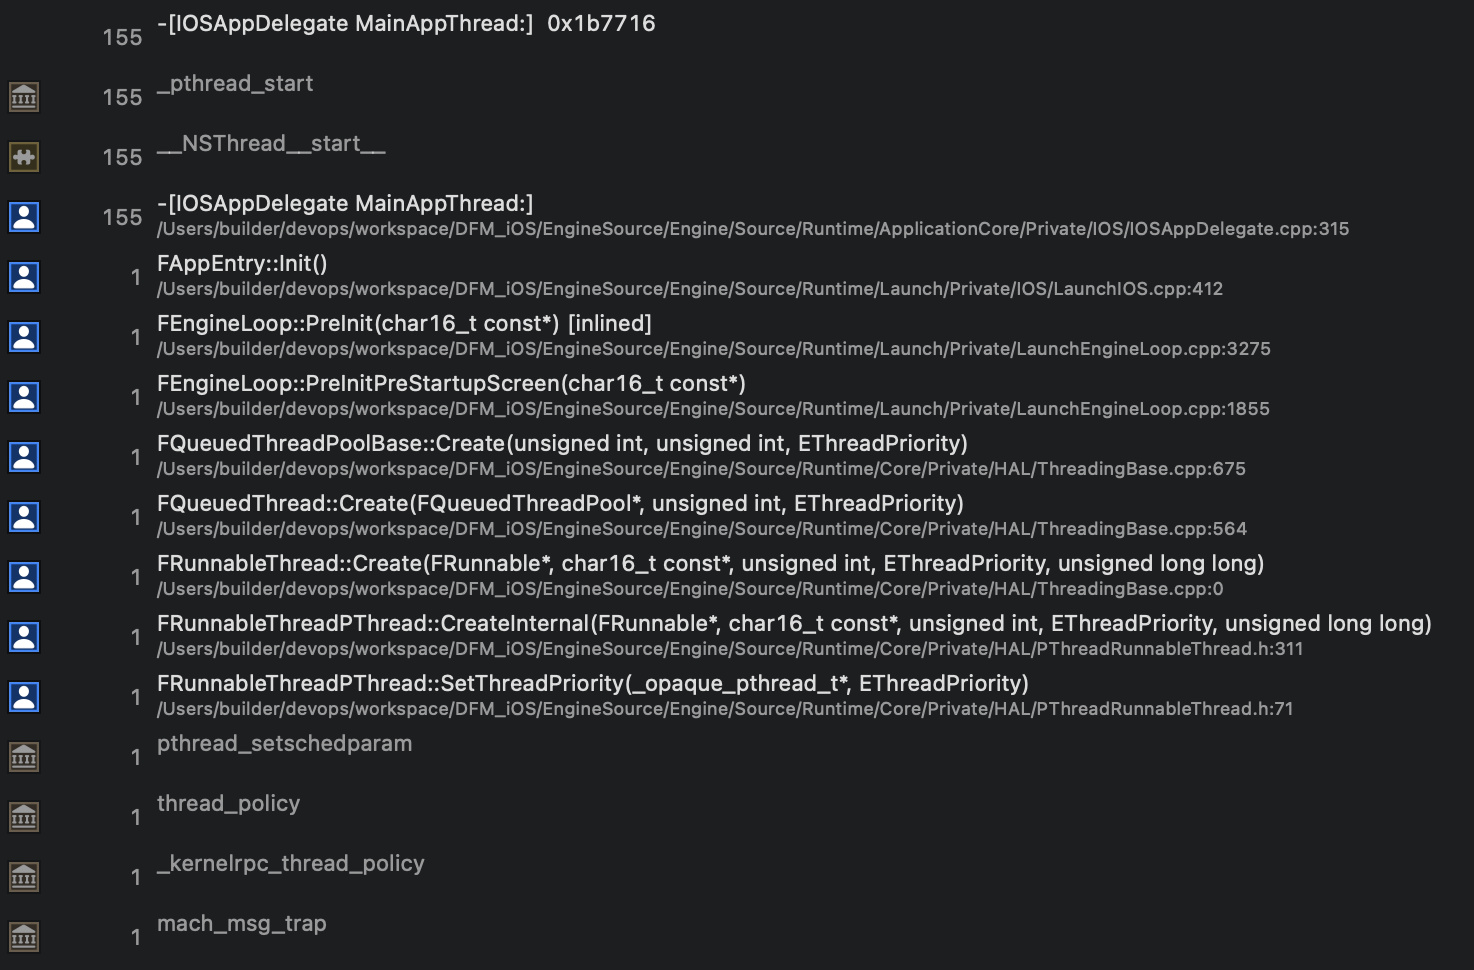 155 -[IOSAppDelegate MainAppThread:] 0x1b7716
155 _pthread_start
155 __NSThread__start__
155 -[IOSAppDelegate MainAppThread:]
/Users/builder/devops/workspace/DFM_iOS/EngineSource/Engine/Source/Runtime/ApplicationCore/Private/IOS/IOSAppDelegate.cpp:315
1 FAppEntry::Init()
/Users/builder/devops/workspace/DFM_iOS/EngineSource/Engine/Source/Runtime/Launch/Private/IOS/LaunchIOS.cpp:412
1 FEngineLoop::PreInit(char16_t const*) [inlined]
/Users/builder/devops/workspace/DFM_iOS/EngineSource/Engine/Source/Runtime/Launch/Private/LaunchEngineLoop.cpp:3275
1 FEngineLoop::PreInitPreStartupScreen(char16_t const*)
/Users/builder/devops/workspace/DFM_iOS/EngineSource/Engine/Source/Runtime/Launch/Private/LaunchEngineLoop.cpp:1855
1 FQueuedThreadPoolBase::Create(unsigned int, unsigned int, EThreadPriority)
/Users/builder/devops/workspace/DFM_iOS/EngineSource/Engine/Source/Runtime/Core/Private/HAL/ThreadingBase.cpp:675
1 FQueuedThread::Create(FQueuedThreadPool*, unsigned int, EThreadPriority)
/Users/builder/devops/workspace/DFM_iOS/EngineSource/Engine/Source/Runtime/Core/Private/HAL/ThreadingBase.cpp:564
1 FRunnableThread::Create(FRunnable*, char16_t const*, unsigned int, EThreadPriority, unsigned long long)
/Users/builder/devops/workspace/DFM_iOS/EngineSource/Engine/Source/Runtime/Core/Private/HAL/ThreadingBase.cpp:0
1 FRunnableThreadPThread::CreateInternal(FRunnable*, char16_t const*, unsigned int, EThreadPriority, unsigned long long)
/Users/builder/devops/workspace/DFM_iOS/EngineSource/Engine/Source/Runtime/Core/Private/HAL/PThreadRunnableThread.h:311
1 FRunnableThreadPThread::SetThreadPriority(_opaque_pthread_t*, EThreadPriority)
/Users/builder/devops/workspace/DFM_iOS/EngineSource/Engine/Source/Runtime/Core/Private/HAL/PThreadRunnableThread.h:71
1 pthread_setschedparam
1 thread_policy
1 _kernelrpc_thread_policy
1 mach_msg_trap